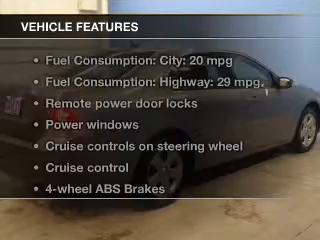 VEHICLE FEATURES
• Fuel Consumption: City: 20 mpg
• Fuel Consumption: Highway: 29 mpg
• Remote power door locks
• Power windows
• Cruise controls on steering wheel
• Cruise control
• 4-wheel ABS Brakes